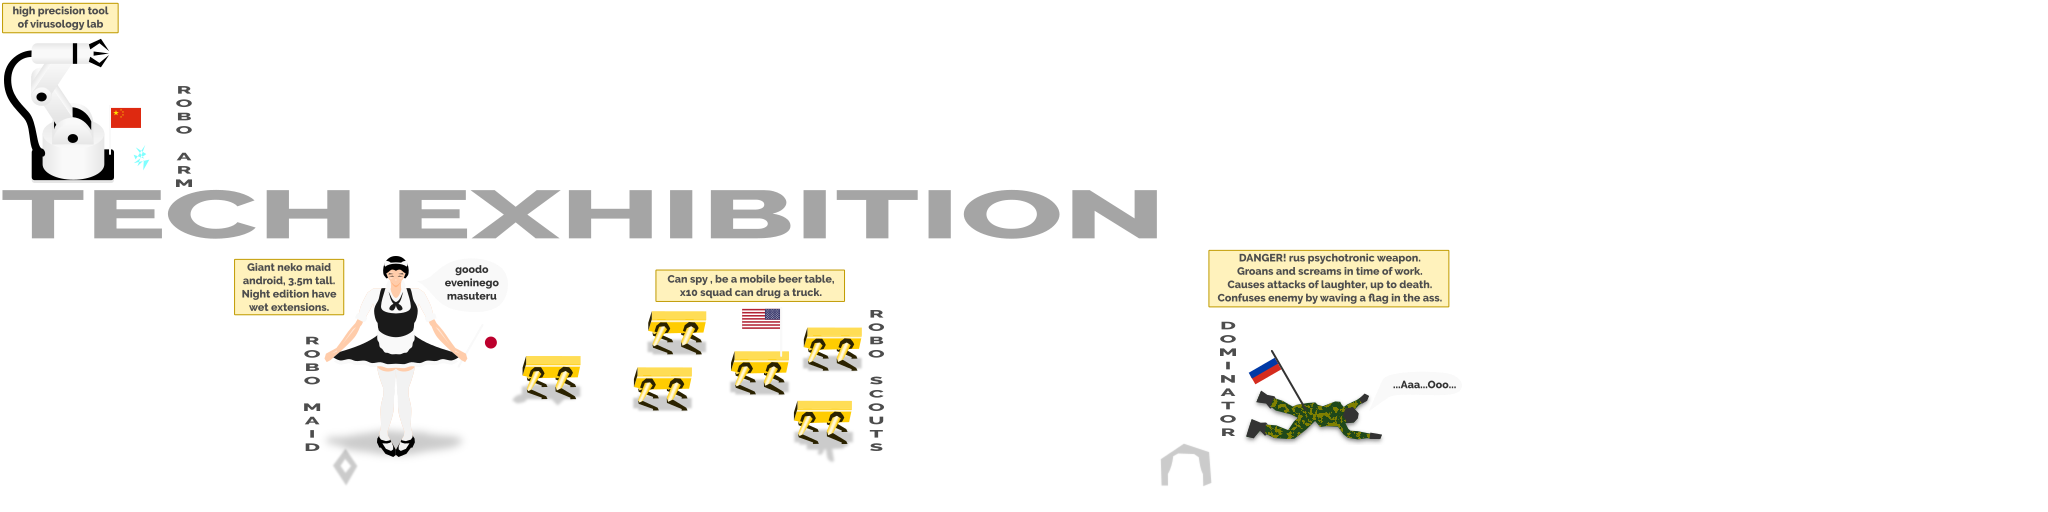 high precision tool
of virusology lab
ROBO ARM
TECH EXHIBITION
Giant neko maid
android, 3.5m tall.
Night edition have
wet extensions.
goodo
eveninego
masuteru
ROBO MAID
Can spy , be a mobile beer table,
x10 squad can drug a truck.
ROBO SCOUTS
DANGER! rus psychotronic weapon.
Groans and screams in time of work.
Causes attacks of laughter, up to death.
Confuses enemy by waving a flag in the ass.
DOMINATOR
...Aaa...Ooo...